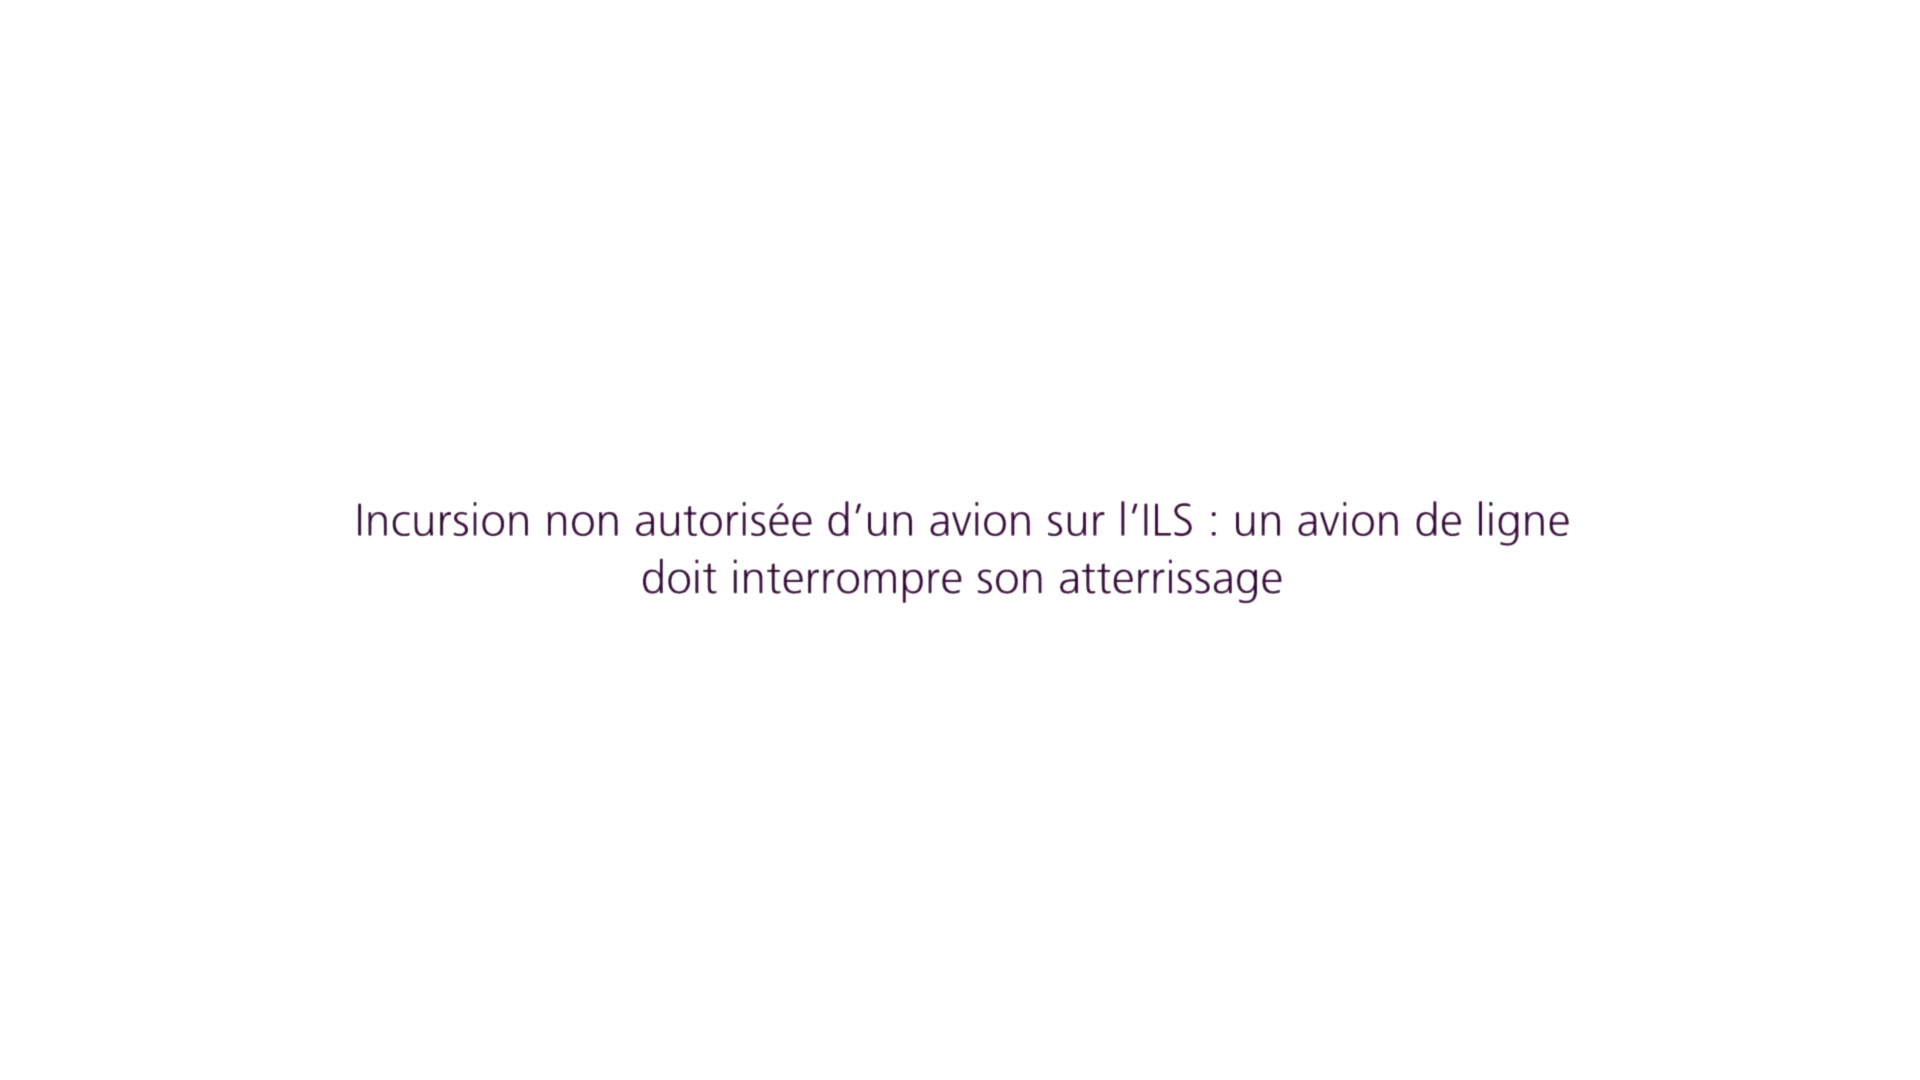 Incursion non autorisée d’un avion sur l’ILS : un avion de ligne
doit interrompre son atterrissage